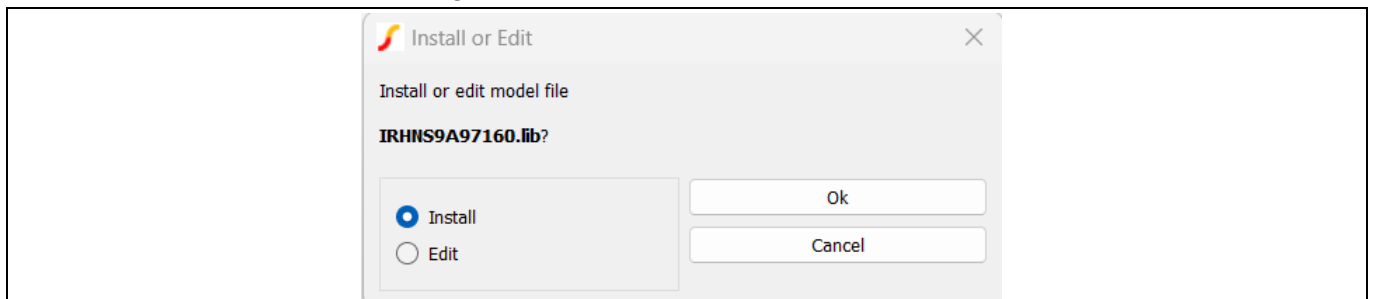 Install or Edit
Install or edit model file
IRHNS9A97160.lib?
Install
Ok
Edit
Cancel